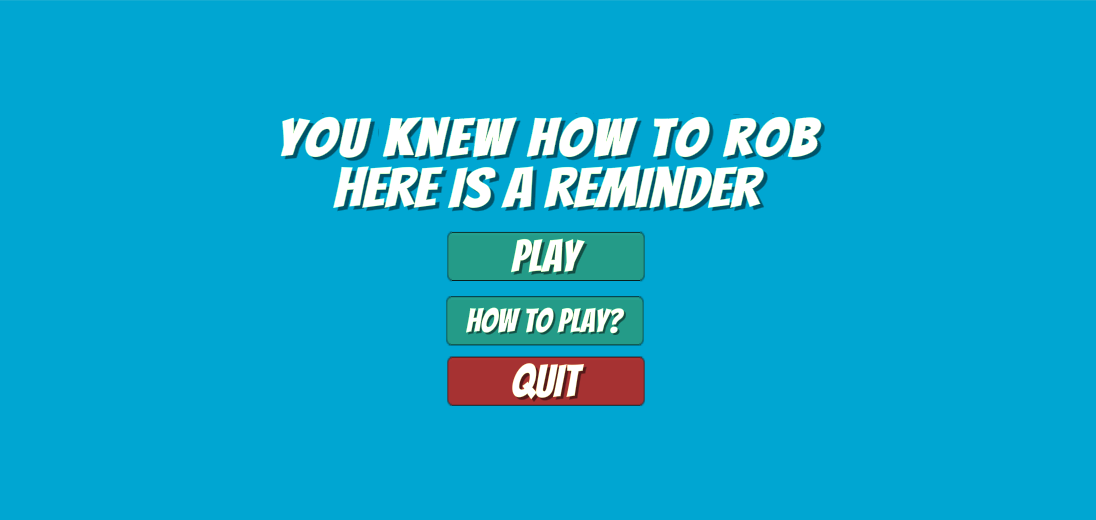 YOU KNEW HOW TO ROB
HERE IS A REMINDER
PLAY
HOW TO PLAY?
QUIT